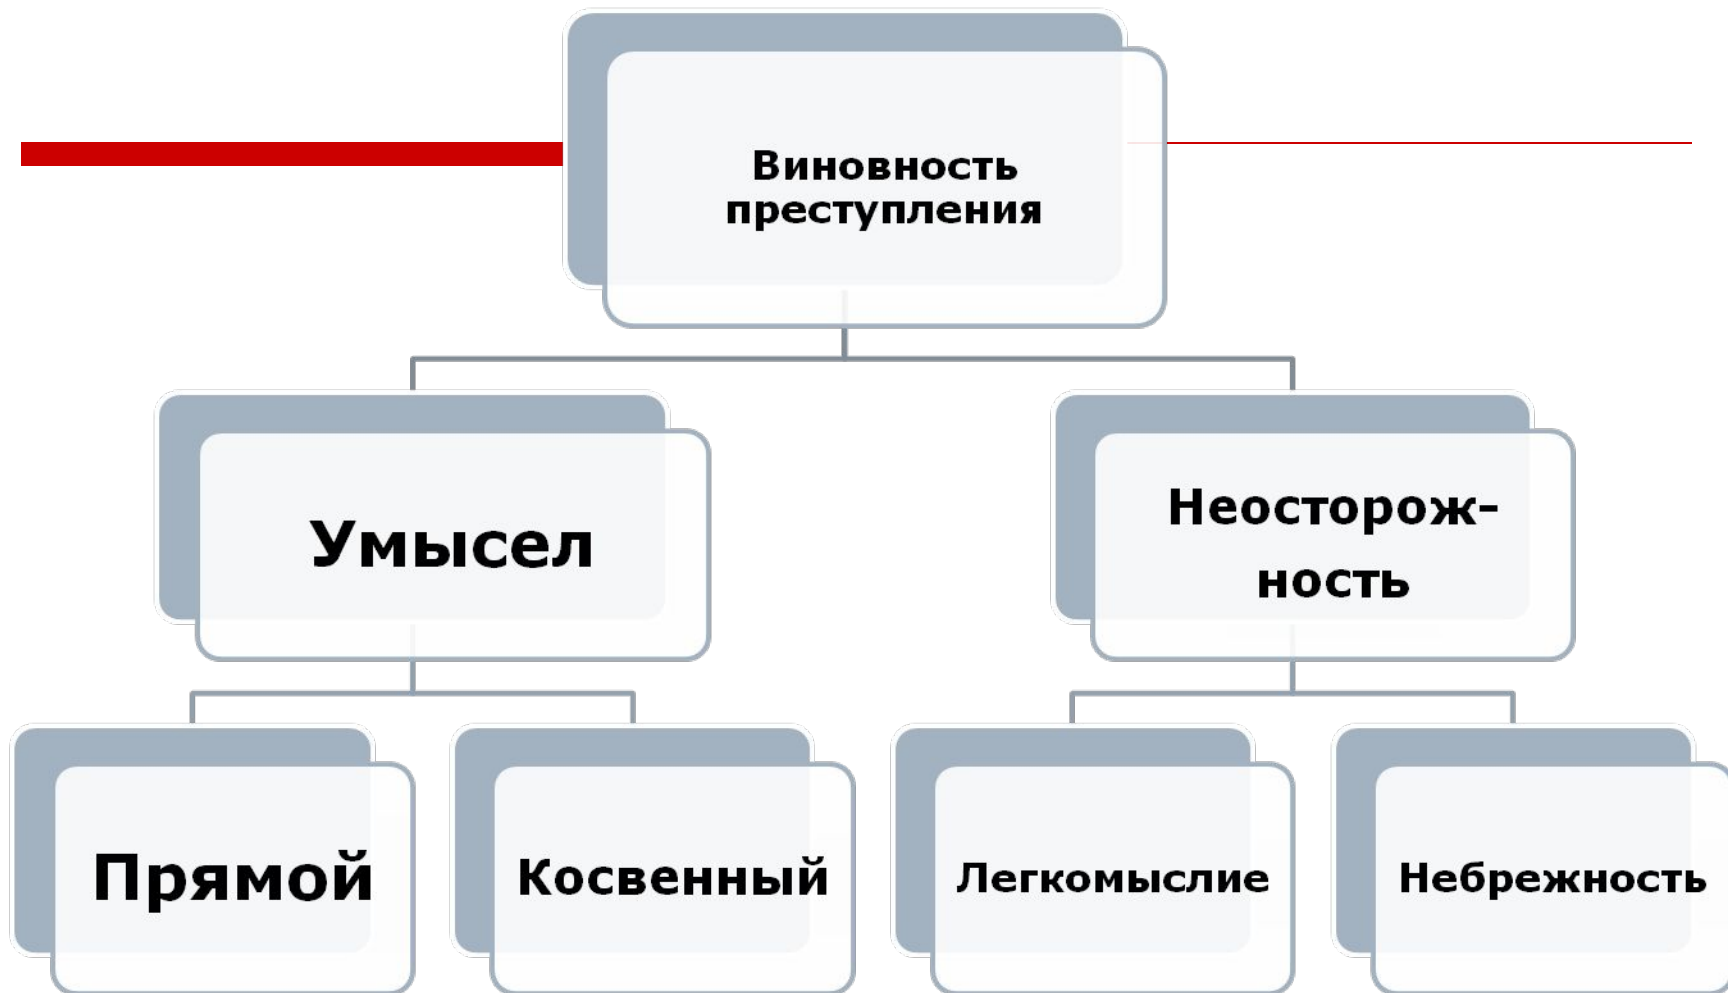 Виновность
преступления
Умысел
Неосторож-
ность
Прямой
Косвенный
Легкомыслие
Небрежность